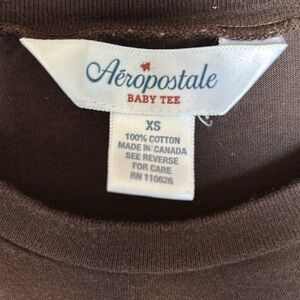 Aéropostale
BABY TEE
XS
100% COTTON
MADE IN CANADA
SEE REVERSE
FOR CARE
RN 110626